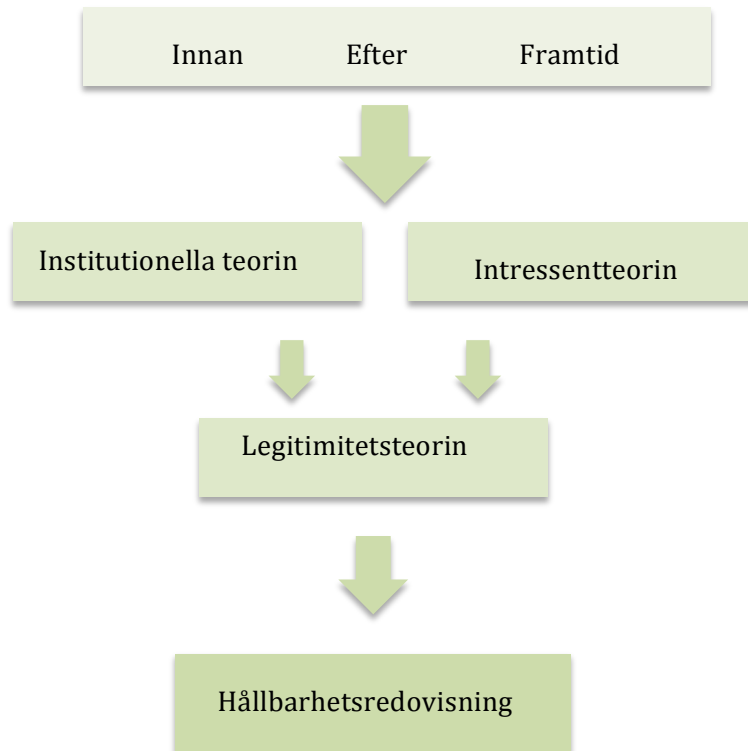 Innan Efter Framtid
Institutionella teorin
Intressentteorin
Legitimitetsteorin
Hållbarhetsredovisning